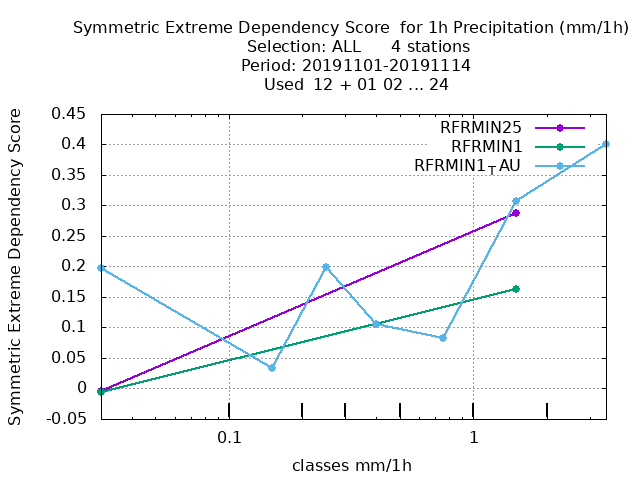 Symmetric Extreme Dependency Score  for 1h Precipitation (mm/1h)
Selection: ALL      4 stations
Period: 20191101-20191114
Used  12 + 01 02 ... 24
Symmetric Extreme Dependency Score
0.45
0.4
0.35
0.3
0.25
0.2
0.15
0.1
0.05
0
-0.05
RFRMIN25
RFRMIN1
RFRMIN1TAU
0.1
1
classes mm/1h